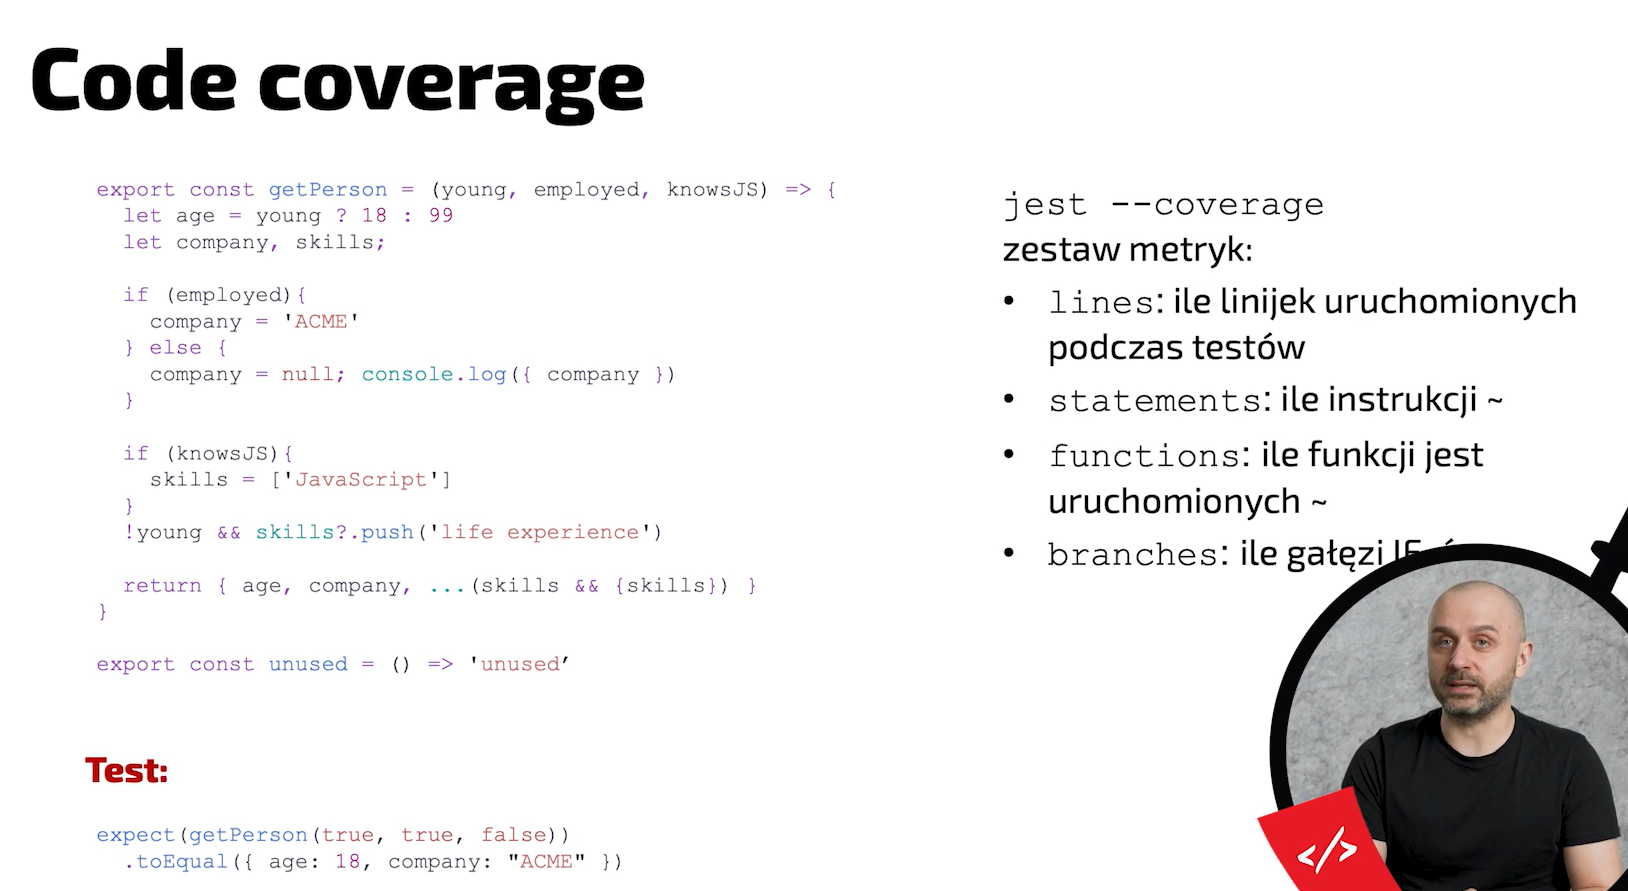 Code coverage
export const getPerson = (young, employed, knowsJS) => {
let age = young ? 18 : 99
let company, skills;
if (employed){
company = 'ACME'
} else {
company = null; console.log({ company })
}
if (knowsJS){
skills = ['JavaScript']
}
!young && skills?.push('life experience')
return { age, company, ...(skills && {skills}) }
}
export const unused = () => 'unused’
Test:
expect(getPerson(true, true, false))
.toEqual({ age: 18, company: "ACME" })
jest --coverage
zestaw metryk:
• lines: ile linijek uruchomionych
podczas testów
• statements: ile instrukcji ~
• functions: ile funkcji jest
uruchomionych ~
• branches: ile gałęzi
</>